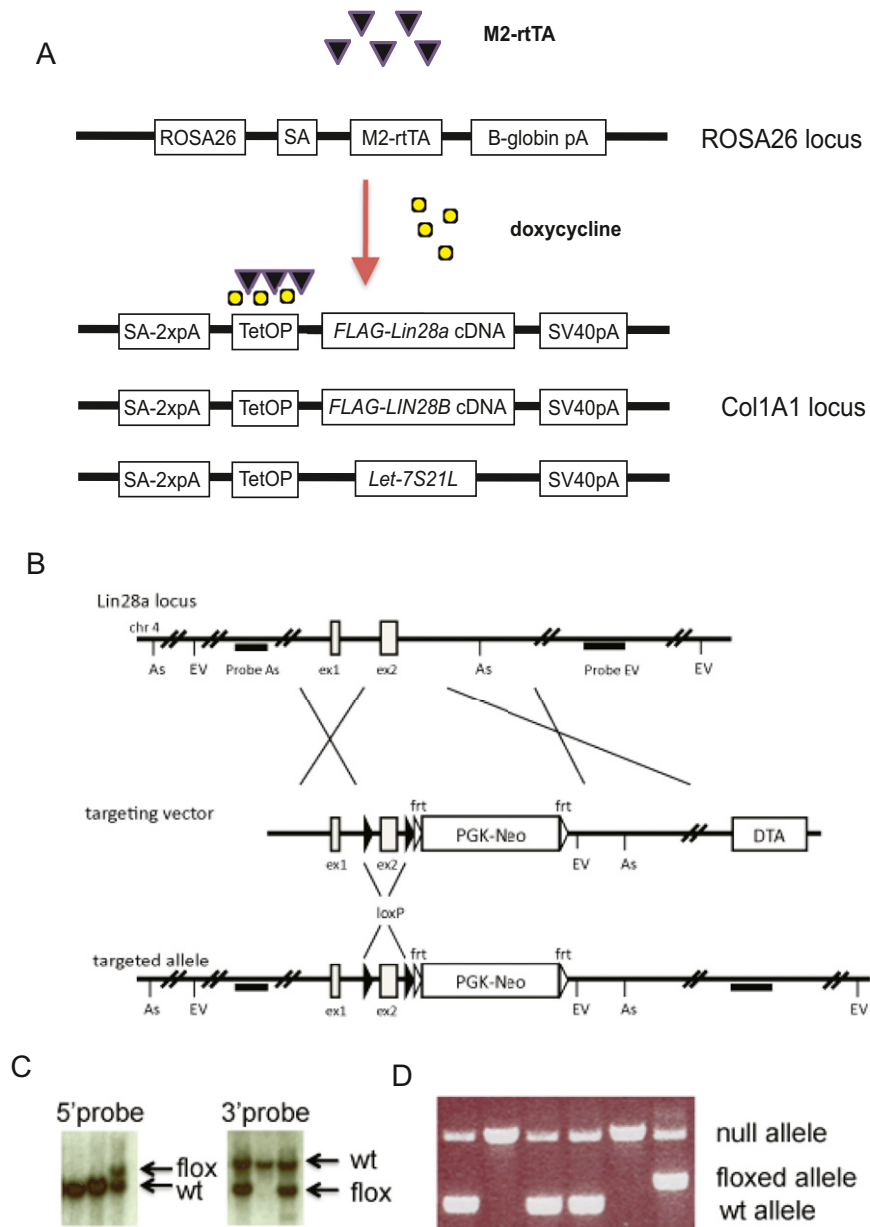 A
M2-rtTA
ROSA26 SA M2-rtTA B-globin pA ROSA26 locus
doxycycline
SA-2xpA TetOP FLAG-Lin28a cDNA SV40pA
SA-2xpA TetOP FLAG-LIN28B cDNA SV40pA Col1A1 locus
SA-2xpA TetOP Let-7S21L SV40pA
B
Lin28a locus
chr 4
As EV Probe As ex1 ex2 As Probe EV EV
targeting vector
frt frt
PGK-Neo DTA
ex1 ex2 EV As
loxP
targeted allele
frt frt
PGK-Neo
As EV ex1 ex2 EV As EV
C
5'probe 3'probe
flox wt
wt flox
D
null allele
floxed allele
wt allele